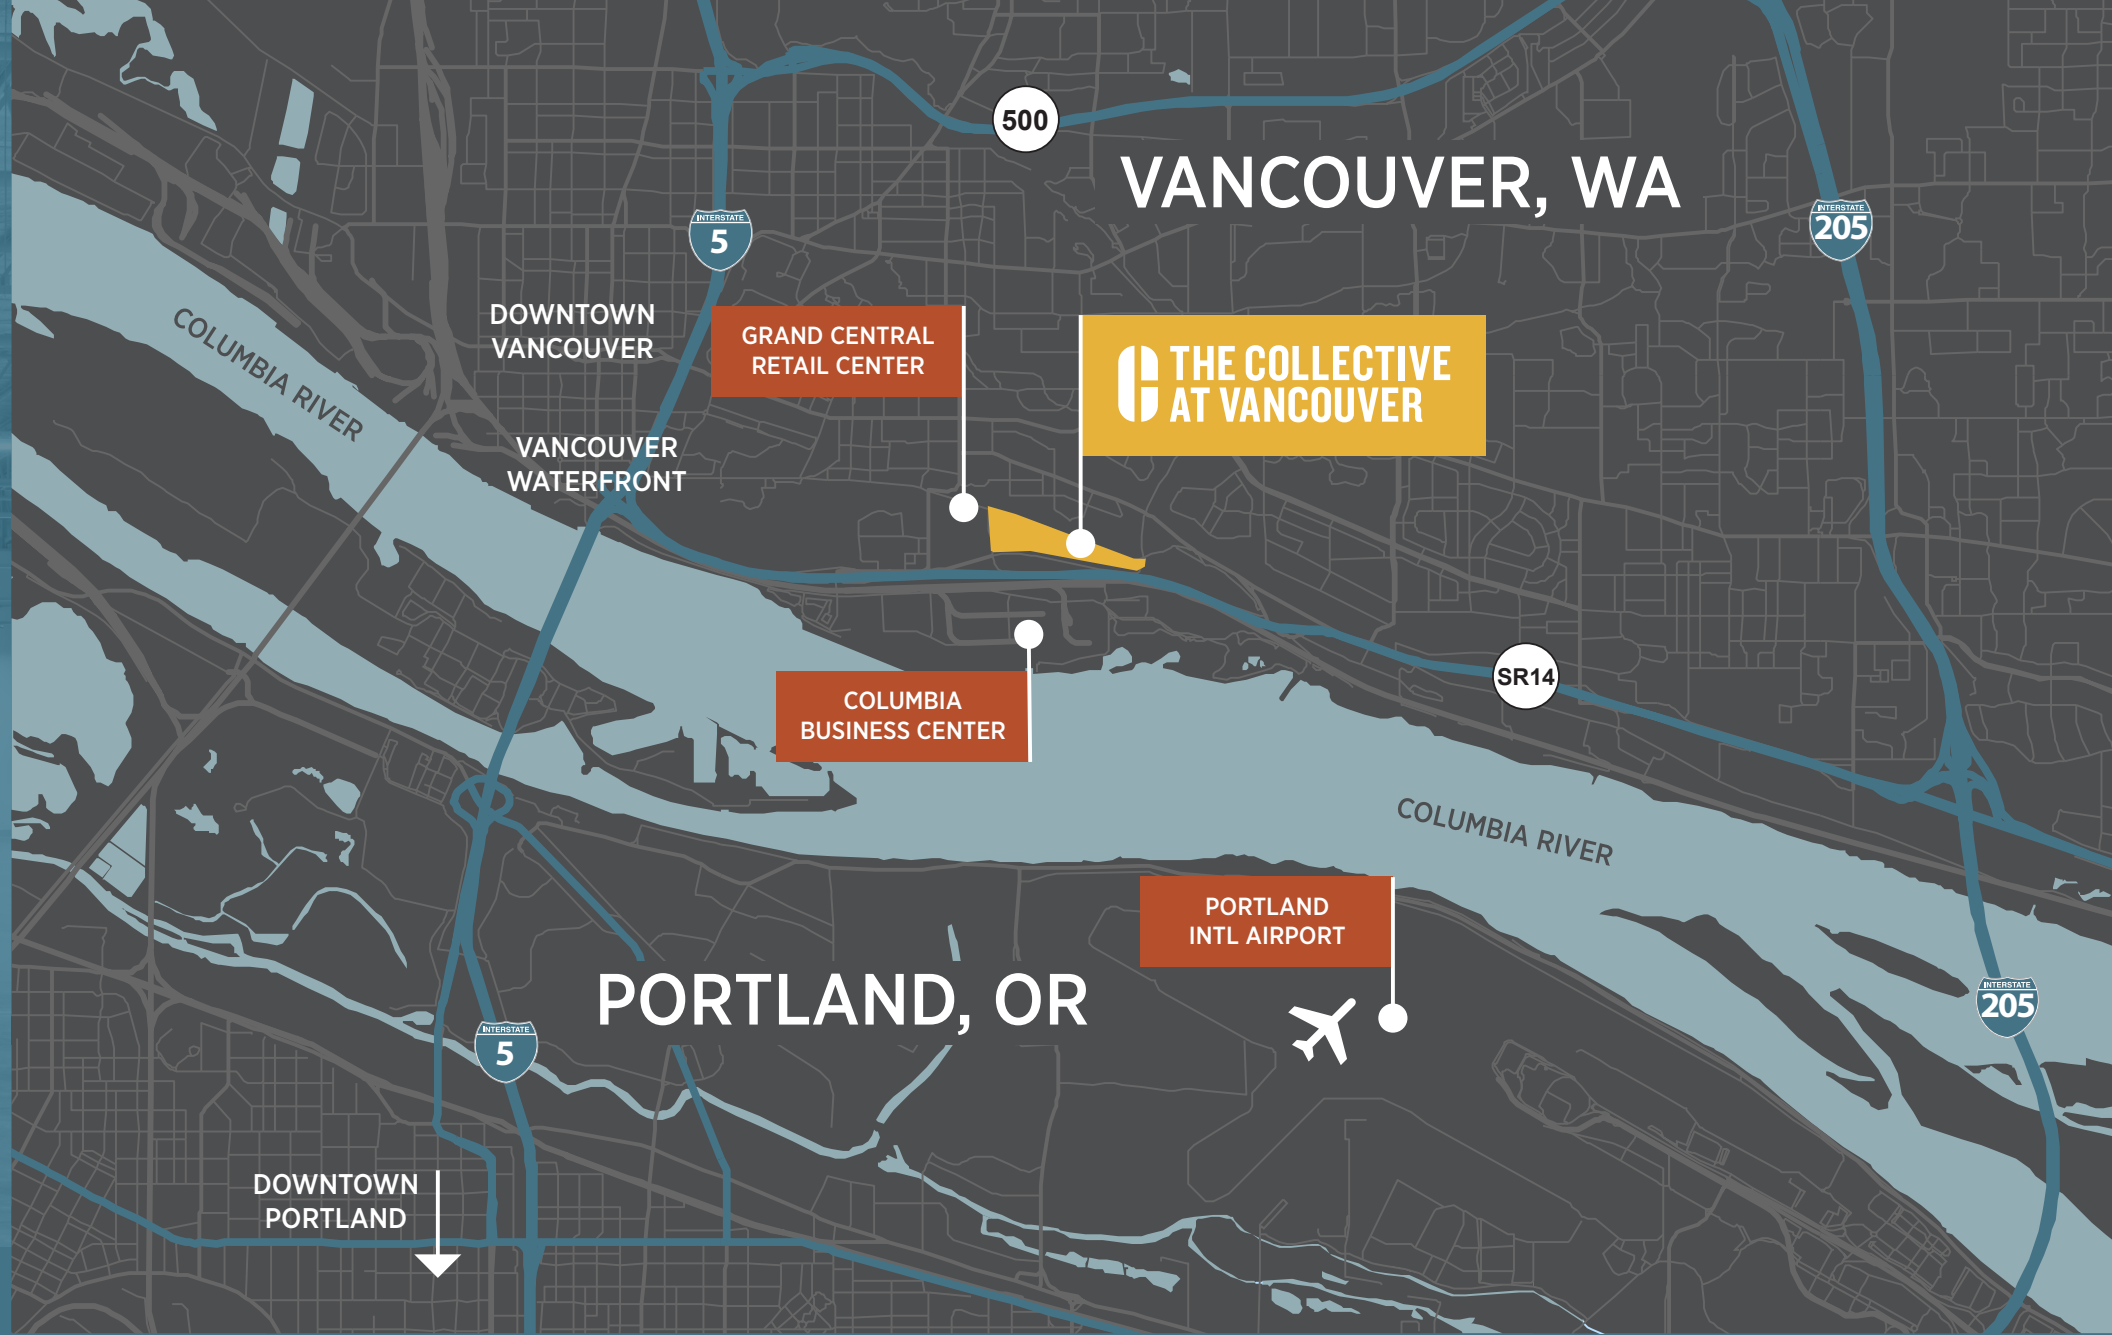 500
VANCOUVER, WA
INTERSTATE
5
INTERSTATE
205
DOWNTOWN
VANCOUVER
COLUMBIA RIVER
GRAND CENTRAL
RETAIL CENTER
THE COLLECTIVE
AT VANCOUVER
VANCOUVER
WATERFRONT
SR14
COLUMBIA
BUSINESS CENTER
COLUMBIA RIVER
PORTLAND
INTL AIRPORT
PORTLAND, OR
INTERSTATE
205
INTERSTATE
5
DOWNTOWN
PORTLAND